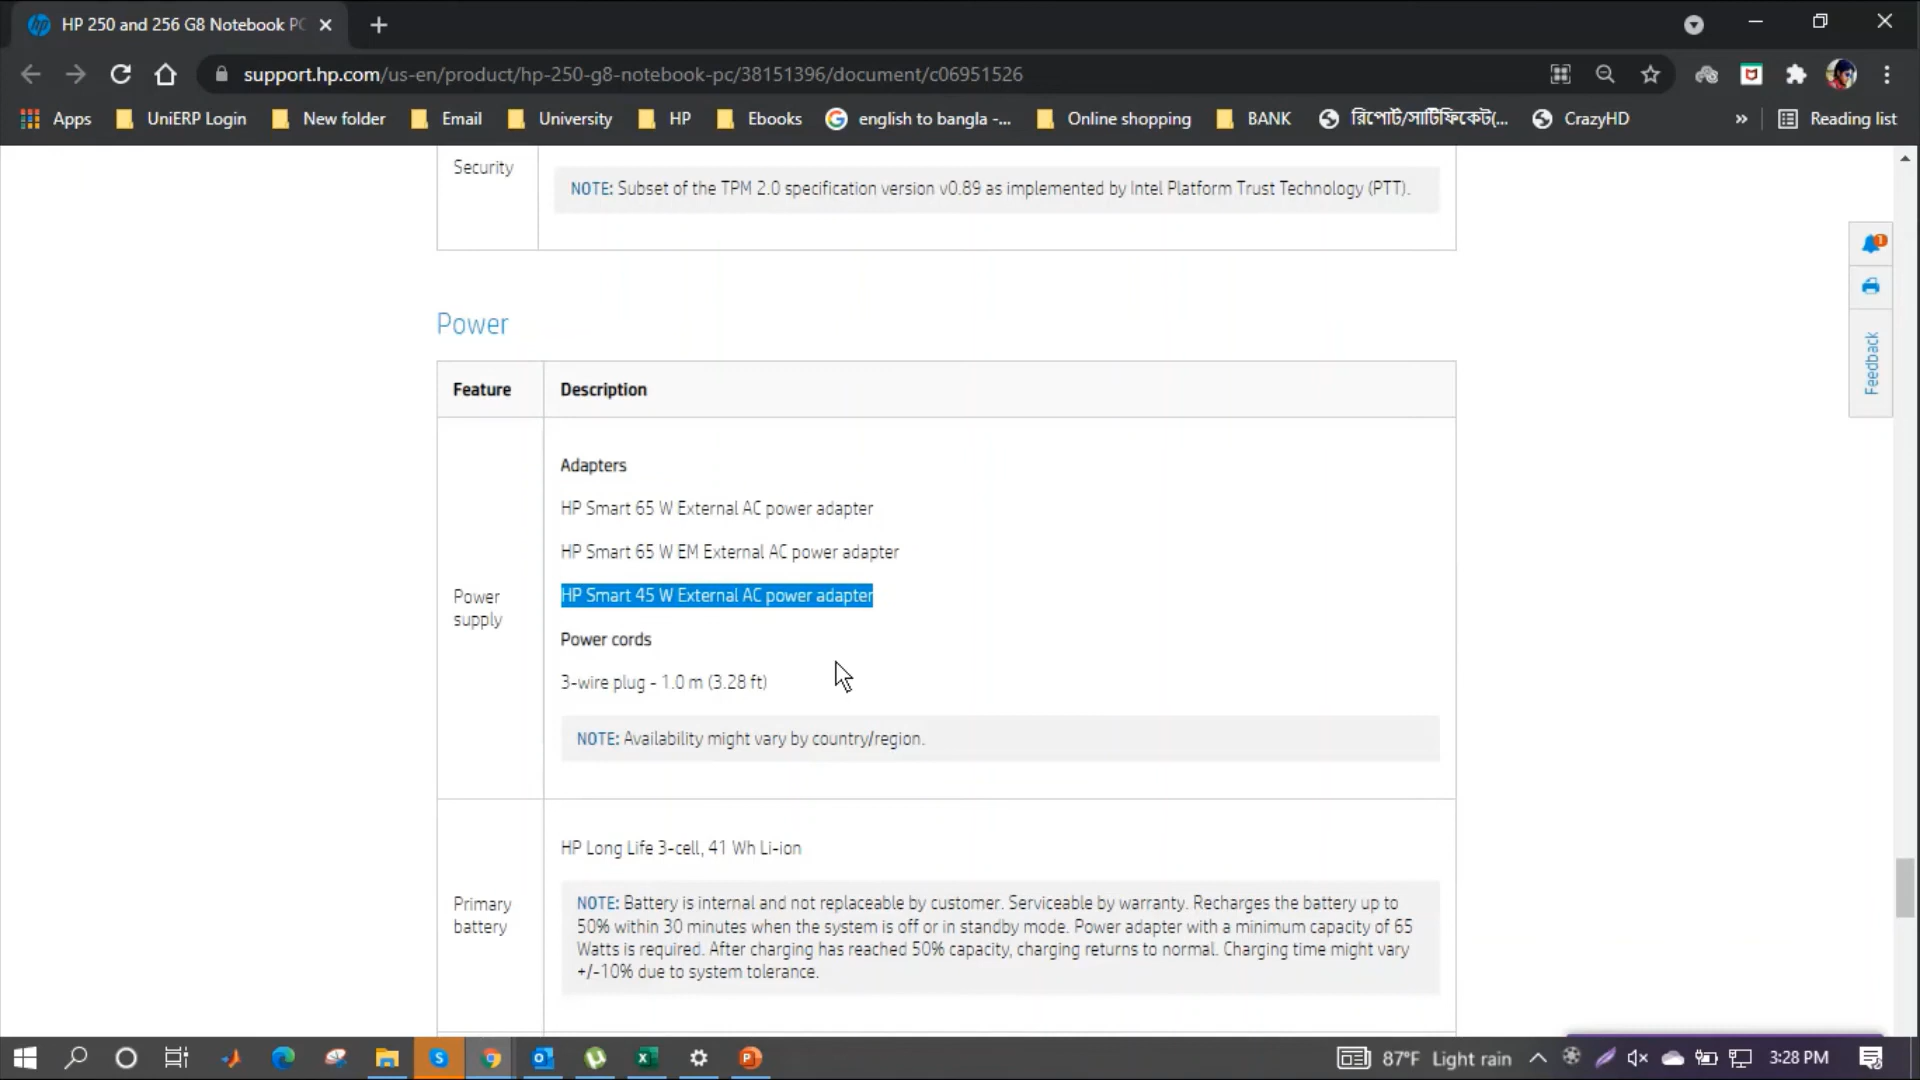 HP 250 and 256 G8 Notebook PC
support.hp.com/us-en/product/hp-250-g8-notebook-pc/38151396/document/c06951526
Apps UniERP Login New folder Email University HP Ebooks english to bangla -... Online shopping BANK রিপোর্ট/সার্টিফিকেট(... CrazyHD » Reading list
Security
NOTE: Subset of the TPM 2.0 specification version v0.89 as implemented by Intel Platform Trust Technology (PTT).
1
Feedback
Power
Feature Description
Adapters
HP Smart 65 W External AC power adapter
HP Smart 65 W EM External AC power adapter
HP Smart 45 W External AC power adapter
Power
supply
Power cords
3-wire plug - 1.0 m (3.28 ft)
NOTE: Availability might vary by country/region.
HP Long Life 3-cell, 41 Wh Li-ion
Primary
battery
NOTE: Battery is internal and not replaceable by customer. Serviceable by warranty. Recharges the battery up to
50% within 30 minutes when the system is off or in standby mode. Power adapter with a minimum capacity of 65
Watts is required. After charging has reached 50% capacity, charging returns to normal. Charging time might vary
+/-10% due to system tolerance.
87°F Light rain 3:28 PM